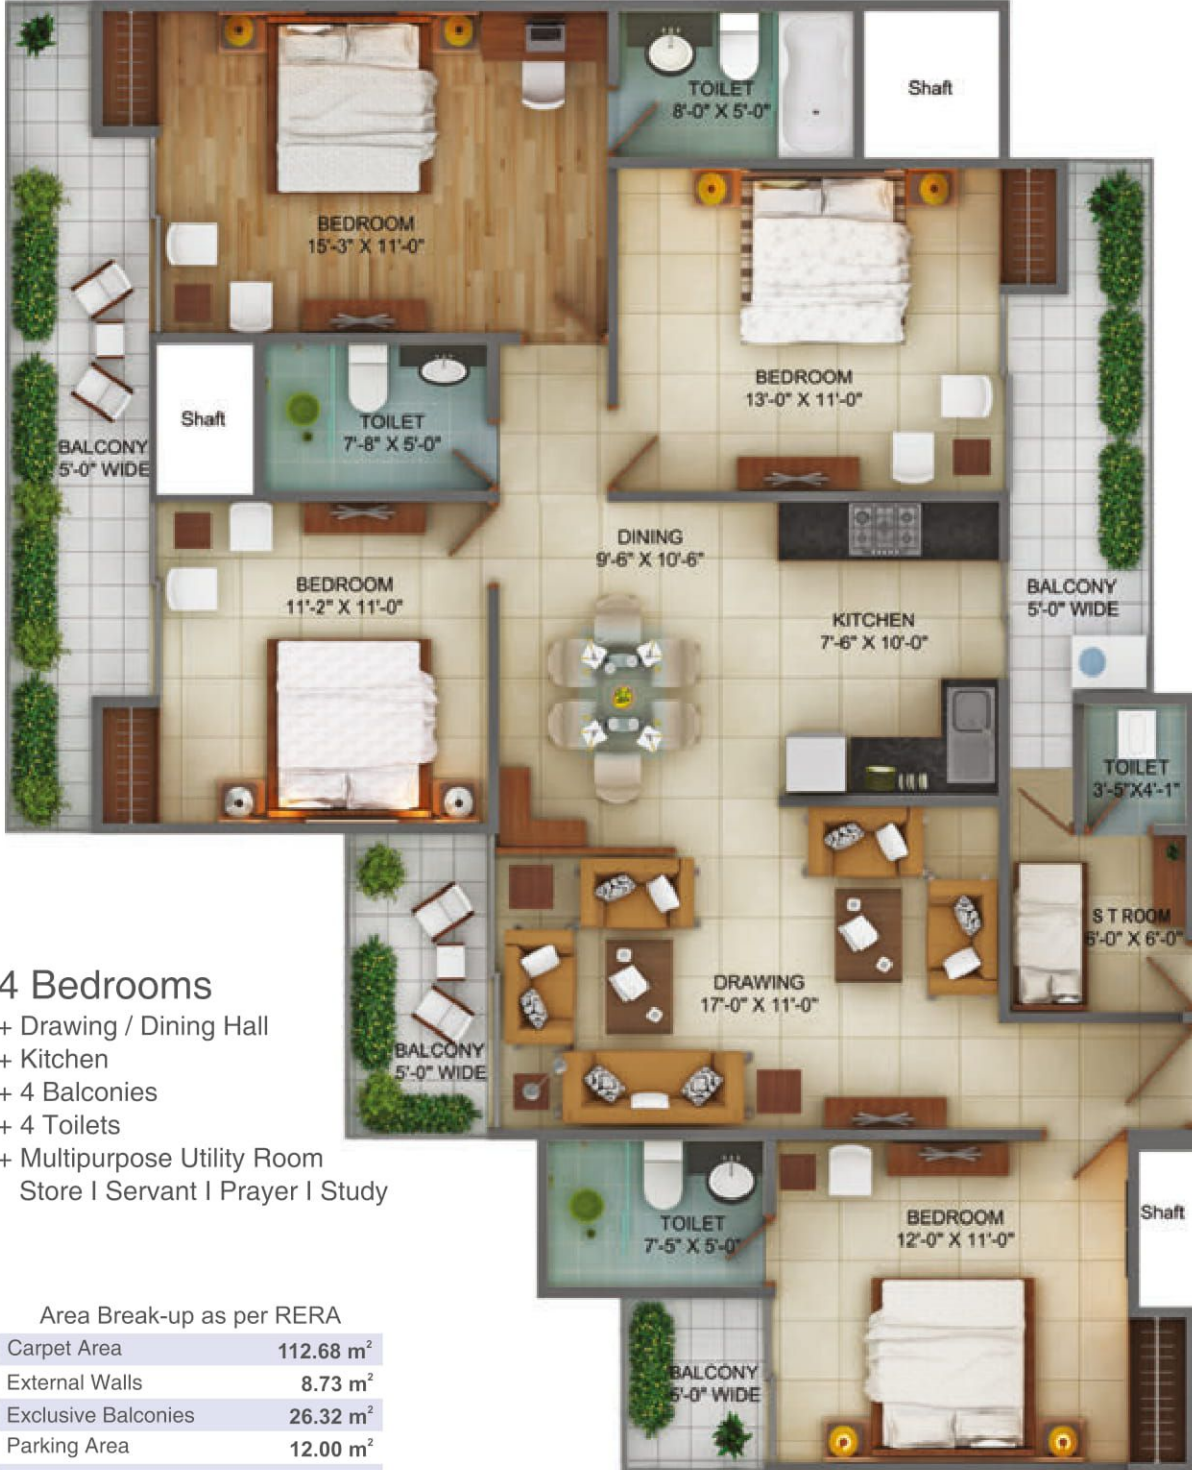 TOILET
8'-0" X 5'-0"
Shaft
BEDROOM
15'-3" X 11'-0"
BEDROOM
13'-0" X 11'-0"
Shaft
TOILET
7'-8" X 5'-0"
BALCONY
5'-0" WIDE
DINING
9'-6" X 10'-6"
BEDROOM
11'-2" X 11'-0"
KITCHEN
7'-6" X 10'-0"
BALCONY
5'-0" WIDE
TOILET
3'-5"X4'-1"
S T ROOM
6'-0" X 6'-0"
DRAWING
17'-0" X 11'-0"
BALCONY
5'-0" WIDE
4 Bedrooms
+ Drawing / Dining Hall
+ Kitchen
+ 4 Balconies
+ 4 Toilets
+ Multipurpose Utility Room
Store I Servant I Prayer I Study
TOILET
7'-5" X 5'-0"
BEDROOM
12'-0" X 11'-0"
Shaft
BALCONY
5'-0" WIDE
Area Break-up as per RERA
Carpet Area 112.68 m²
External Walls 8.73 m²
Exclusive Balconies 26.32 m²
Parking Area 12.00 m²